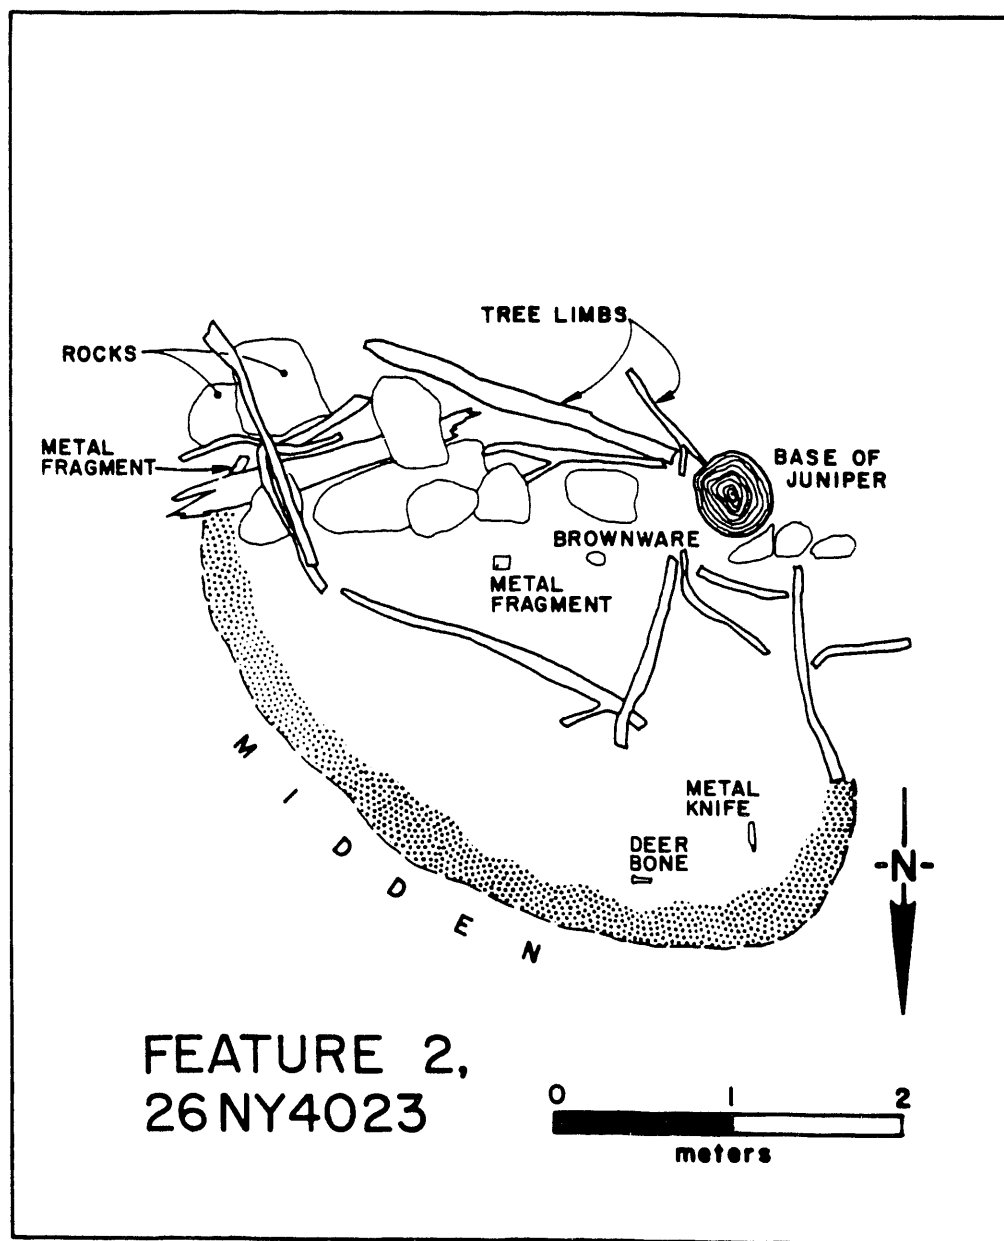 TREE LIMBS
ROCKS
METAL
FRAGMENT
BASE OF
JUNIPER
BROWNWARE
METAL
FRAGMENT
MIDDEN
METAL
KNIFE
DEER
BONE
-N-
FEATURE 2,
26NY4023
0 1 2
meters